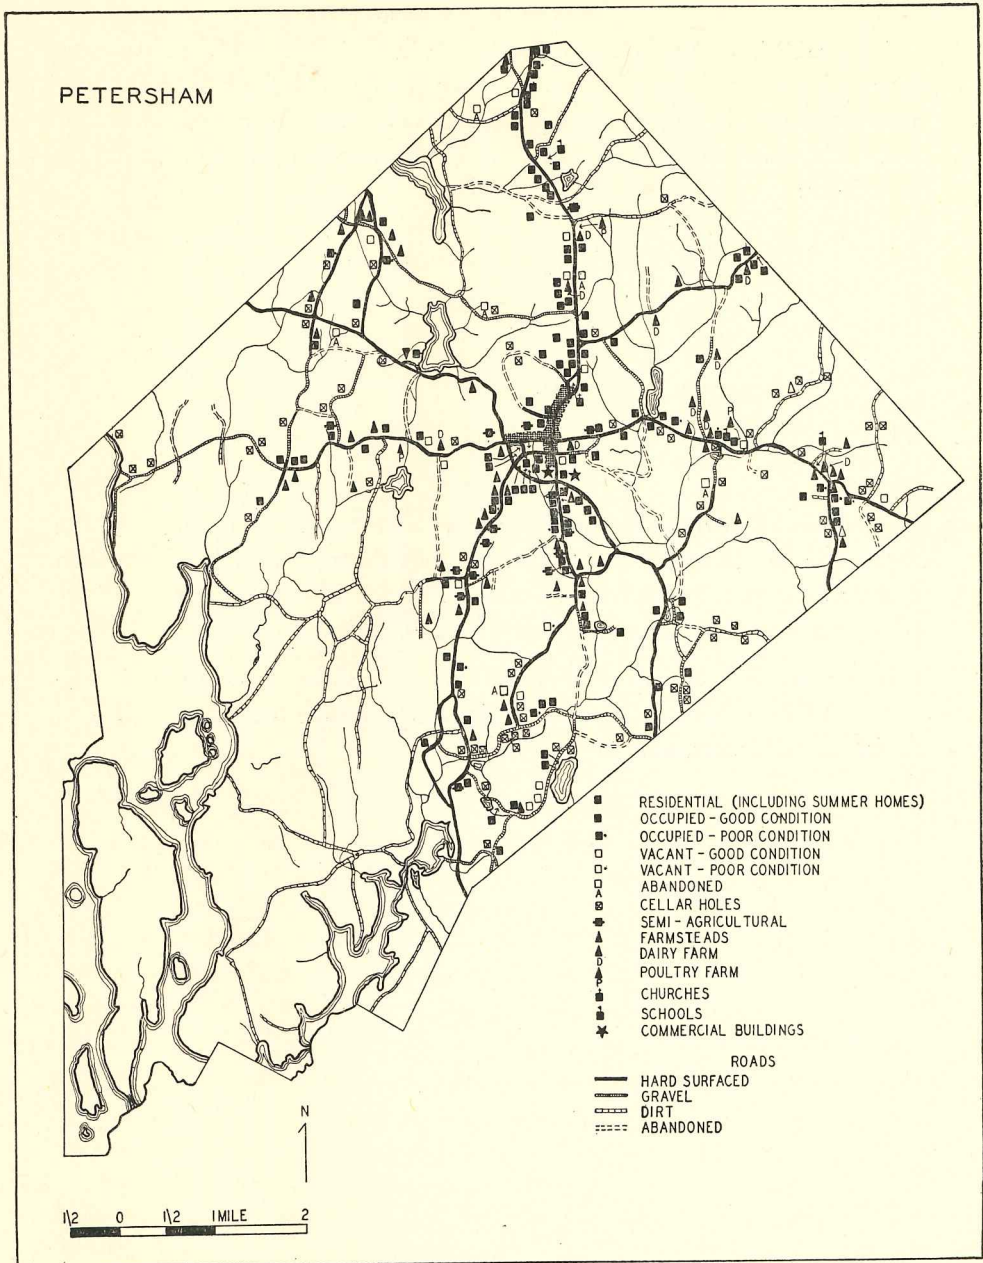 PETERSHAM
RESIDENTIAL (INCLUDING SUMMER HOMES)
OCCUPIED - GOOD CONDITION
OCCUPIED - POOR CONDITION
VACANT - GOOD CONDITION
VACANT - POOR CONDITION
ABANDONED
A
CELLAR HOLES
SEMI - AGRICULTURAL
FARMSTEADS
DAIRY FARM
D
POULTRY FARM
P
CHURCHES
SCHOOLS
COMMERCIAL BUILDINGS
ROADS
HARD SURFACED
GRAVEL
DIRT
ABANDONED
N
1\2 0 1\2 1MILE 2